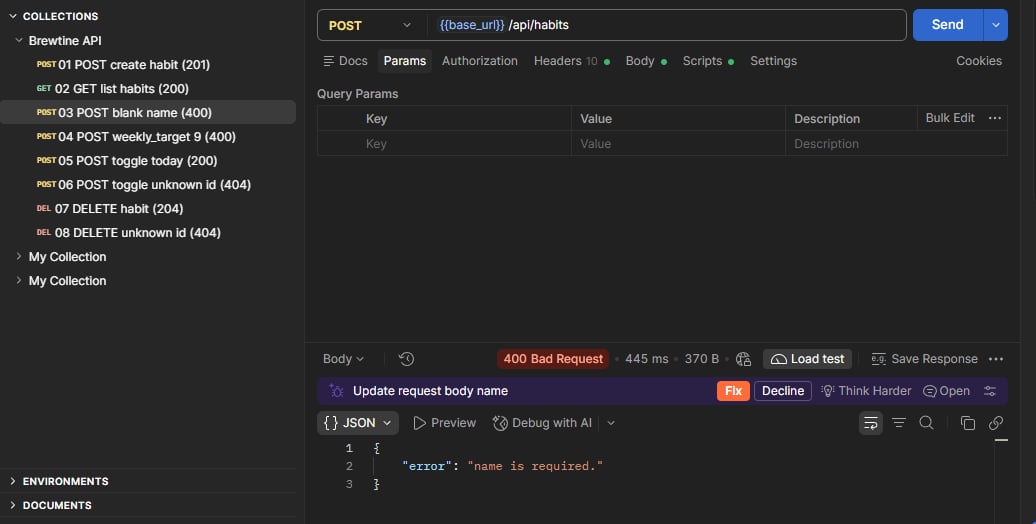 COLLECTIONS
Brewtine API
POST 01 POST create habit (201)
GET 02 GET list habits (200)
POST 03 POST blank name (400)
POST 04 POST weekly_target 9 (400)
POST 05 POST toggle today (200)
POST 06 POST toggle unknown id (404)
DEL 07 DELETE habit (204)
DEL 08 DELETE unknown id (404)
My Collection
My Collection
ENVIRONMENTS
DOCUMENTS
POST {{base_url}} /api/habits Send
Docs Params Authorization Headers 10 Body Scripts Settings Cookies
Query Params
Key Value Description Bulk Edit
Key Value Description
Body 400 Bad Request 445 ms 370 B Load test e.g. Save Response
Update request body name Fix Decline Think Harder Open
{} JSON Preview Debug with AI
1 {
2 "error": "name is required."
3 }